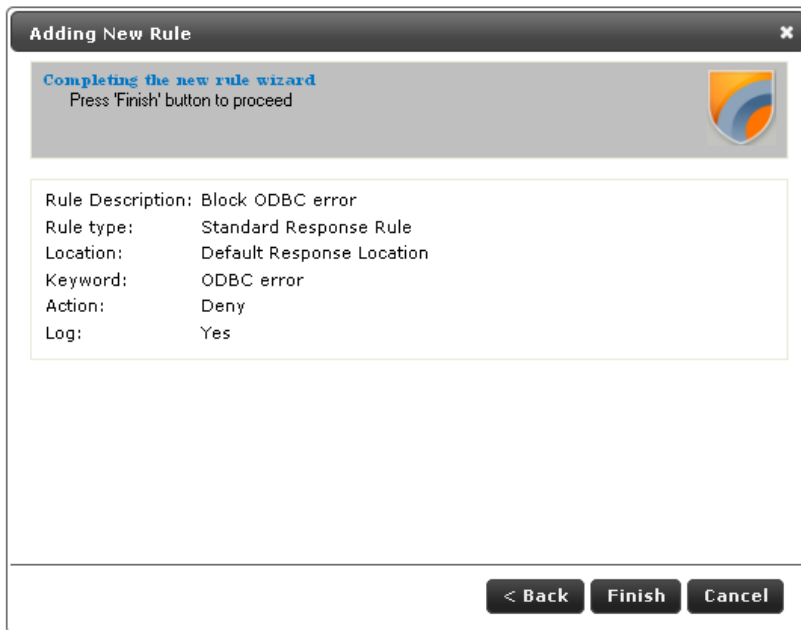 Adding New Rule
Completing the new rule wizard
Press 'Finish' button to proceed
Rule Description: Block ODBC error
Rule type: Standard Response Rule
Location: Default Response Location
Keyword: ODBC error
Action: Deny
Log: Yes
< Back Finish Cancel